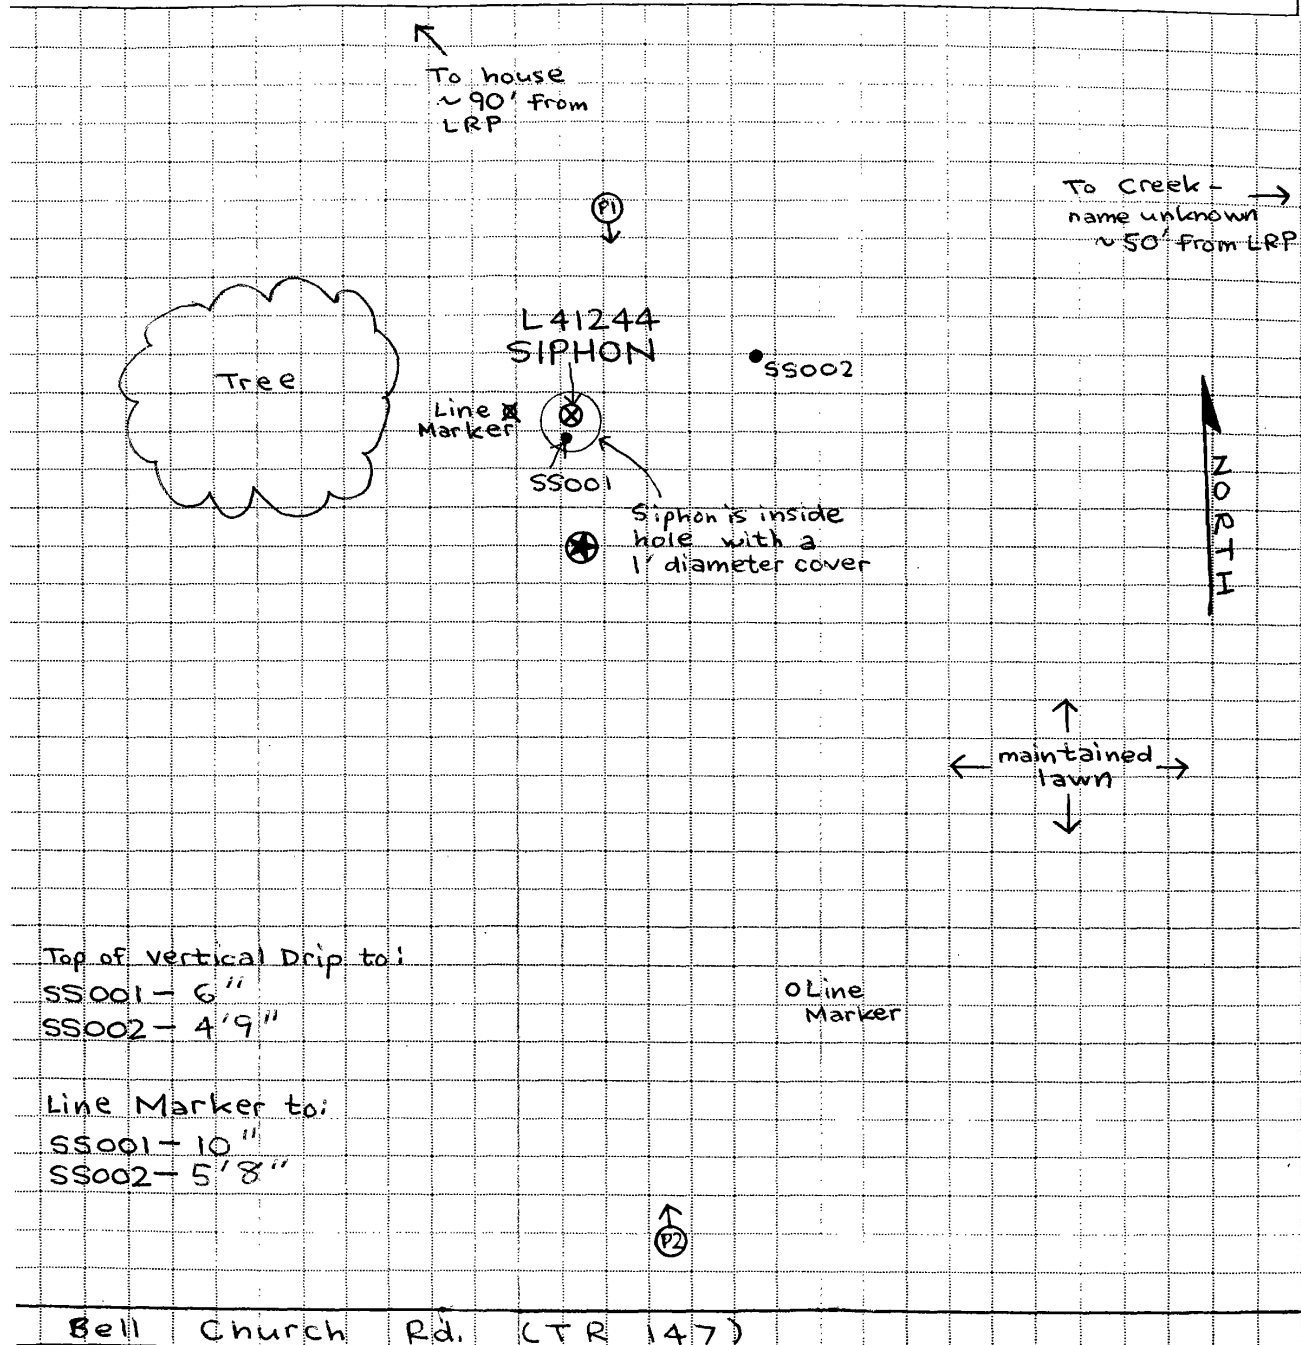 To house
~ 90' from
LRP
To Creek -
name unknown
~ 50' from LRP
P1
L41244
SIPHON
SS002
Tree
Line
Marker
SS001
Siphon is inside
hole with a
1' diameter cover
NORTH
maintained
lawn
Top of Vertical Drip to:
SS001 - 6"
SS002 - 4'9"
Line
Marker
Line Marker to:
SS001 - 10"
SS002 - 5'8"
P2
Bell Church Rd. (TR 147)